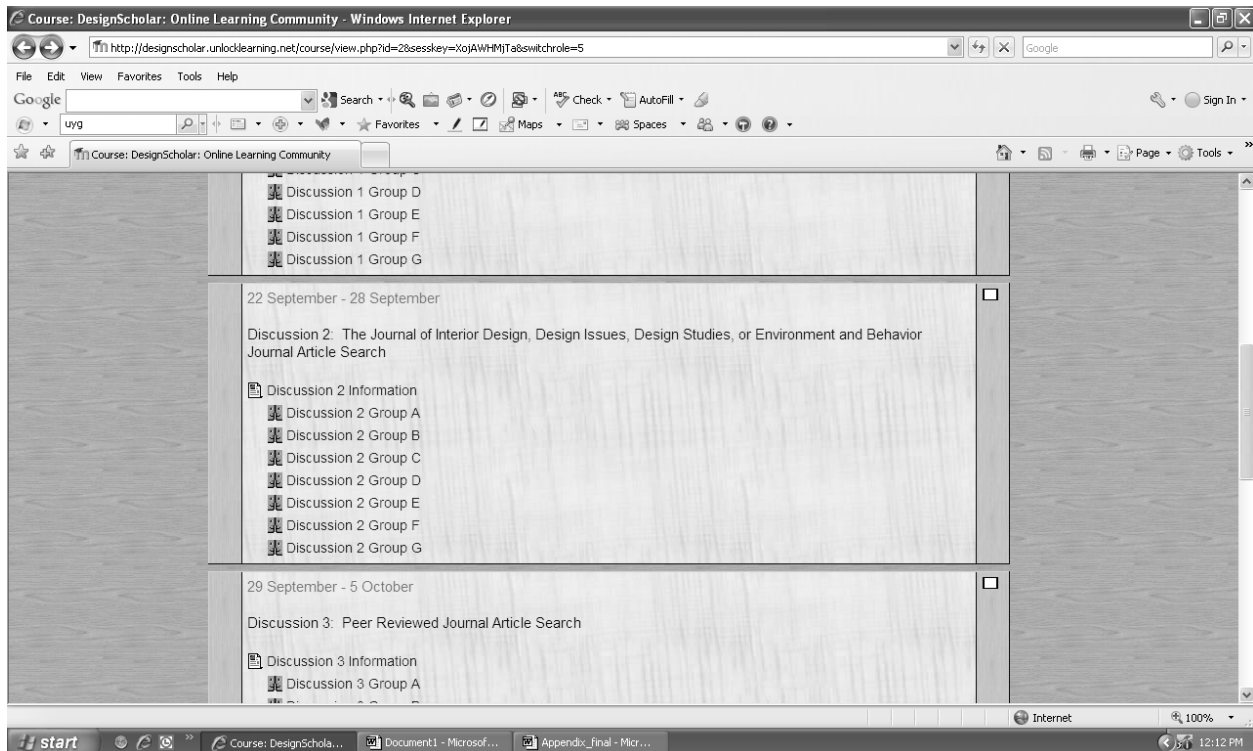 Course: DesignScholar: Online Learning Community - Windows Internet Explorer
http://designscholar.unlocklearning.net/course/view.php?id=2&sesskey=XojAWHMjTa&switchrole=5
Google
File Edit View Favorites Tools Help
Google Search Check AutoFill Sign In
uyg Favorites Maps Spaces
Course: DesignScholar: Online Learning Community Page Tools
Discussion 1 Group D
Discussion 1 Group E
Discussion 1 Group F
Discussion 1 Group G
22 September - 28 September
Discussion 2: The Journal of Interior Design, Design Issues, Design Studies, or Environment and Behavior
Journal Article Search
Discussion 2 Information
Discussion 2 Group A
Discussion 2 Group B
Discussion 2 Group C
Discussion 2 Group D
Discussion 2 Group E
Discussion 2 Group F
Discussion 2 Group G
29 September - 5 October
Discussion 3: Peer Reviewed Journal Article Search
Discussion 3 Information
Discussion 3 Group A
Internet 100%
start Course: DesignSchola... Document1 - Microsof... Appendix_final - Micr... 12:12 PM